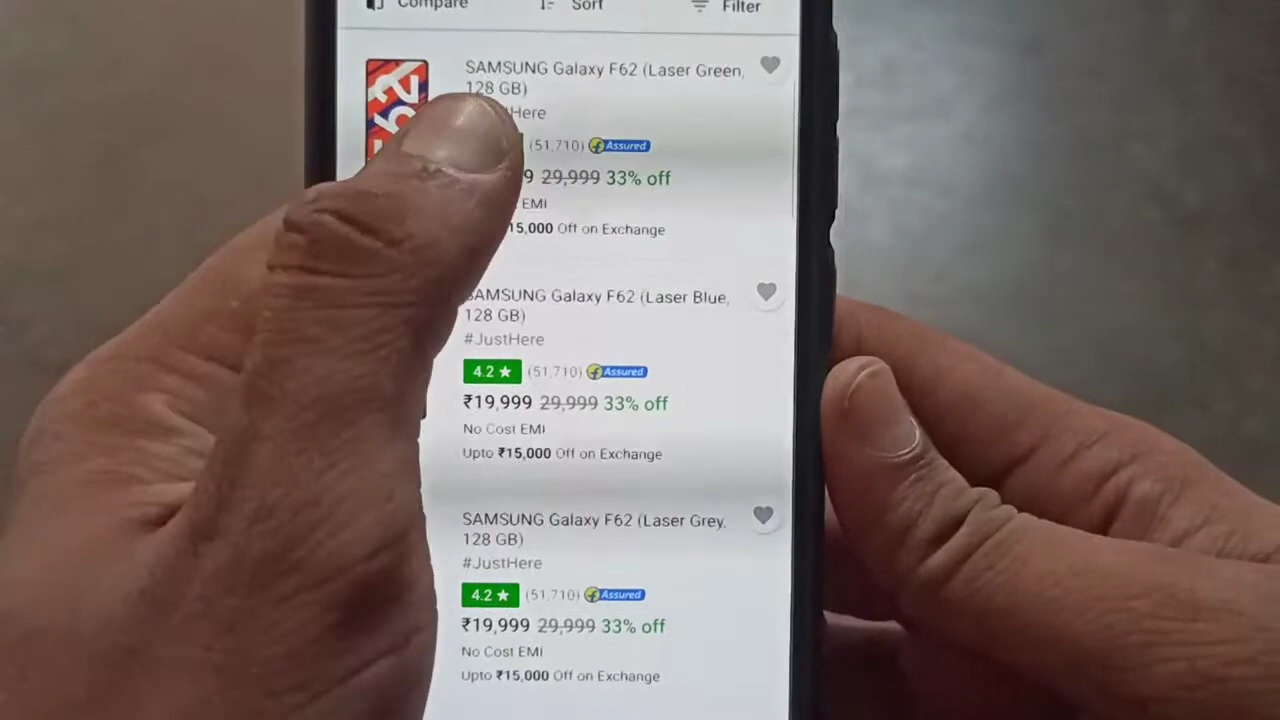 Compare Sort Filter
SAMSUNG Galaxy F62 (Laser Green,
128 GB)
Here
(51,710) Assured
9 29,999 33% off
EMI
15,000 Off on Exchange
SAMSUNG Galaxy F62 (Laser Blue,
128 GB)
#JustHere
4.2★ (51,710) Assured
₹19,999 29,999 33% off
No Cost EMI
Upto ₹15,000 Off on Exchange
SAMSUNG Galaxy F62 (Laser Grey,
128 GB)
#JustHere
4.2★ (51,710) Assured
₹19,999 29,999 33% off
No Cost EMI
Upto ₹15,000 Off on Exchange